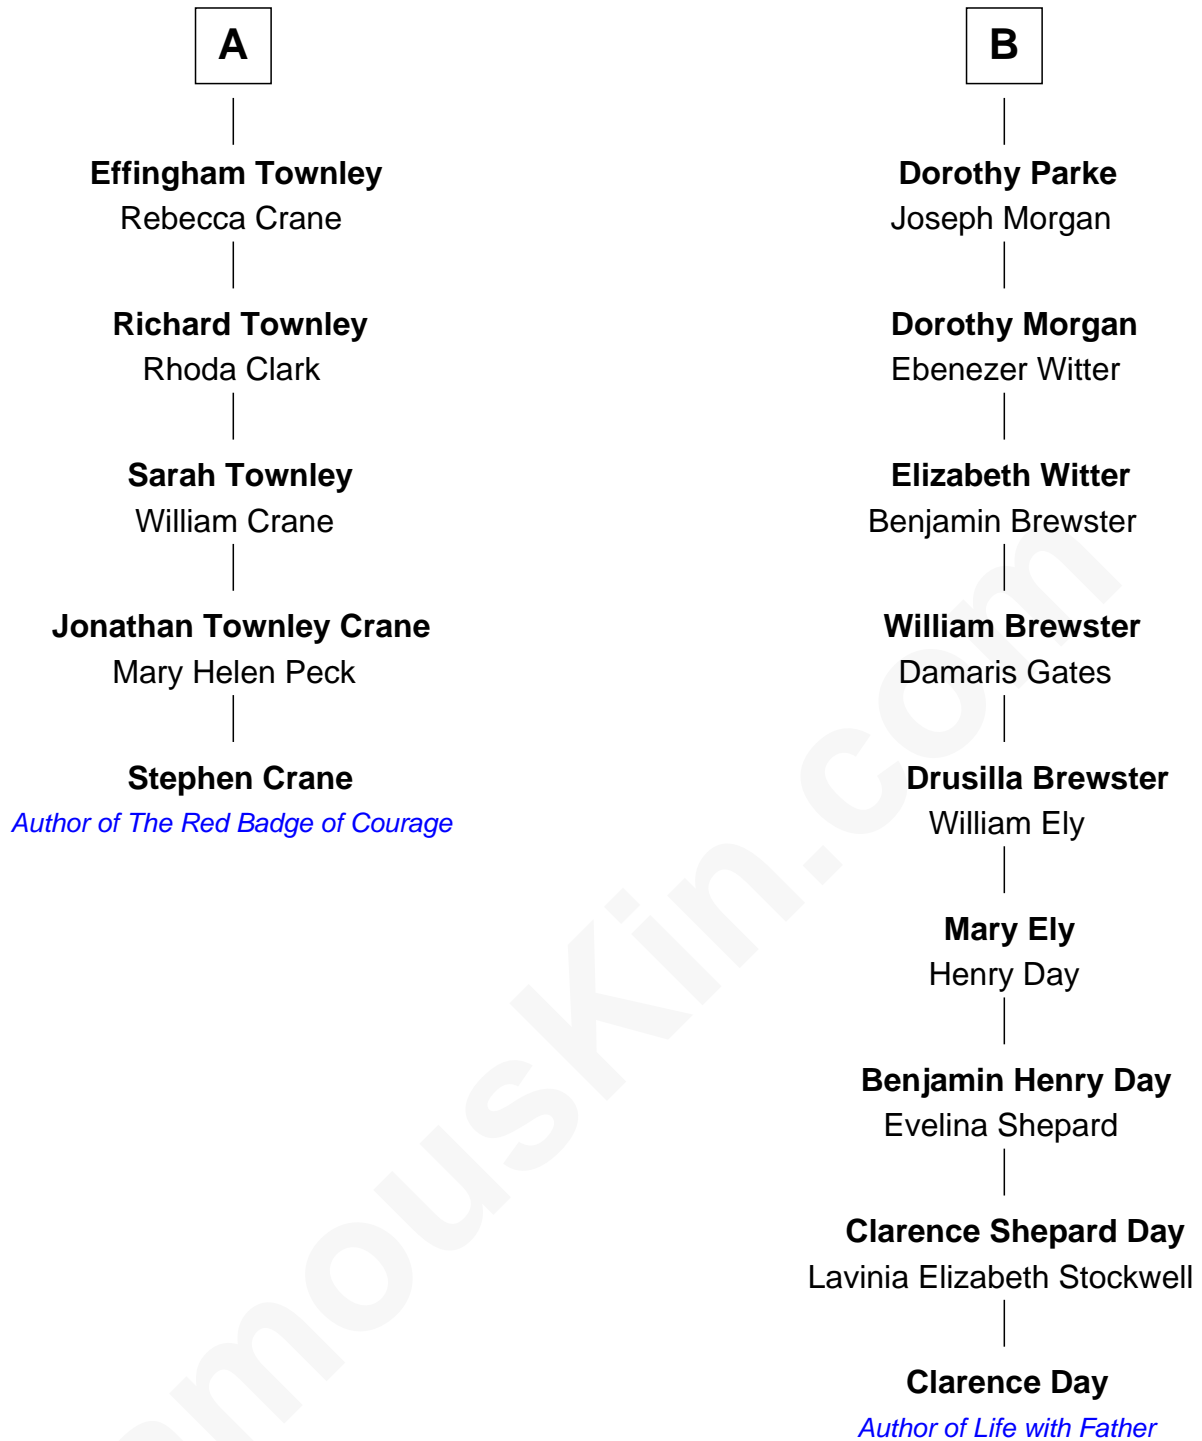 A
Effingham Townley
Rebecca Crane
Richard Townley
Rhoda Clark
Sarah Townley
William Crane
Jonathan Townley Crane
Mary Helen Peck
Stephen Crane
Author of The Red Badge of Courage
B
Dorothy Parke
Joseph Morgan
Dorothy Morgan
Ebenezer Witter
Elizabeth Witter
Benjamin Brewster
William Brewster
Damaris Gates
Drusilla Brewster
William Ely
Mary Ely
Henry Day
Benjamin Henry Day
Evelina Shepard
Clarence Shepard Day
Lavinia Elizabeth Stockwell
Clarence Day
Author of Life with Father
amouskin.com